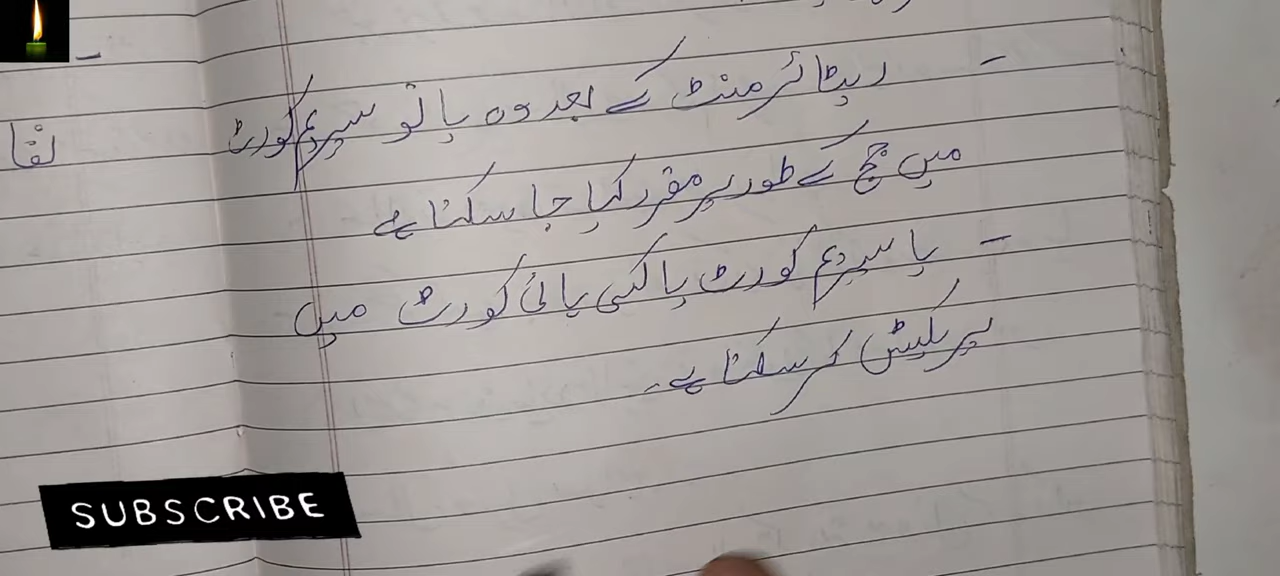 - ریٹائرمنٹ کے بعد وہ یا تو سپریم کورٹ
میں جج کے طور پر مقرر کیا جا سکتا ہے
- یا سپریم کورٹ یا کسی ہائی کورٹ میں
پریکٹس کر سکتا ہے۔
SUBSCRIBE